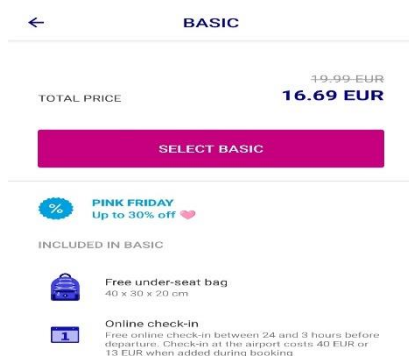 BASIC
19.99 EUR
TOTAL PRICE
16.69 EUR
SELECT BASIC
%
PINK FRIDAY
Up to 30% off
INCLUDED IN BASIC
Free under-seat bag
40 x 30 x 20 cm
Online check-in
1
Free online check-in between 24 and 3 hours before
departure. Check-in at the airport costs 40 EUR or
13 EUR when added during booking